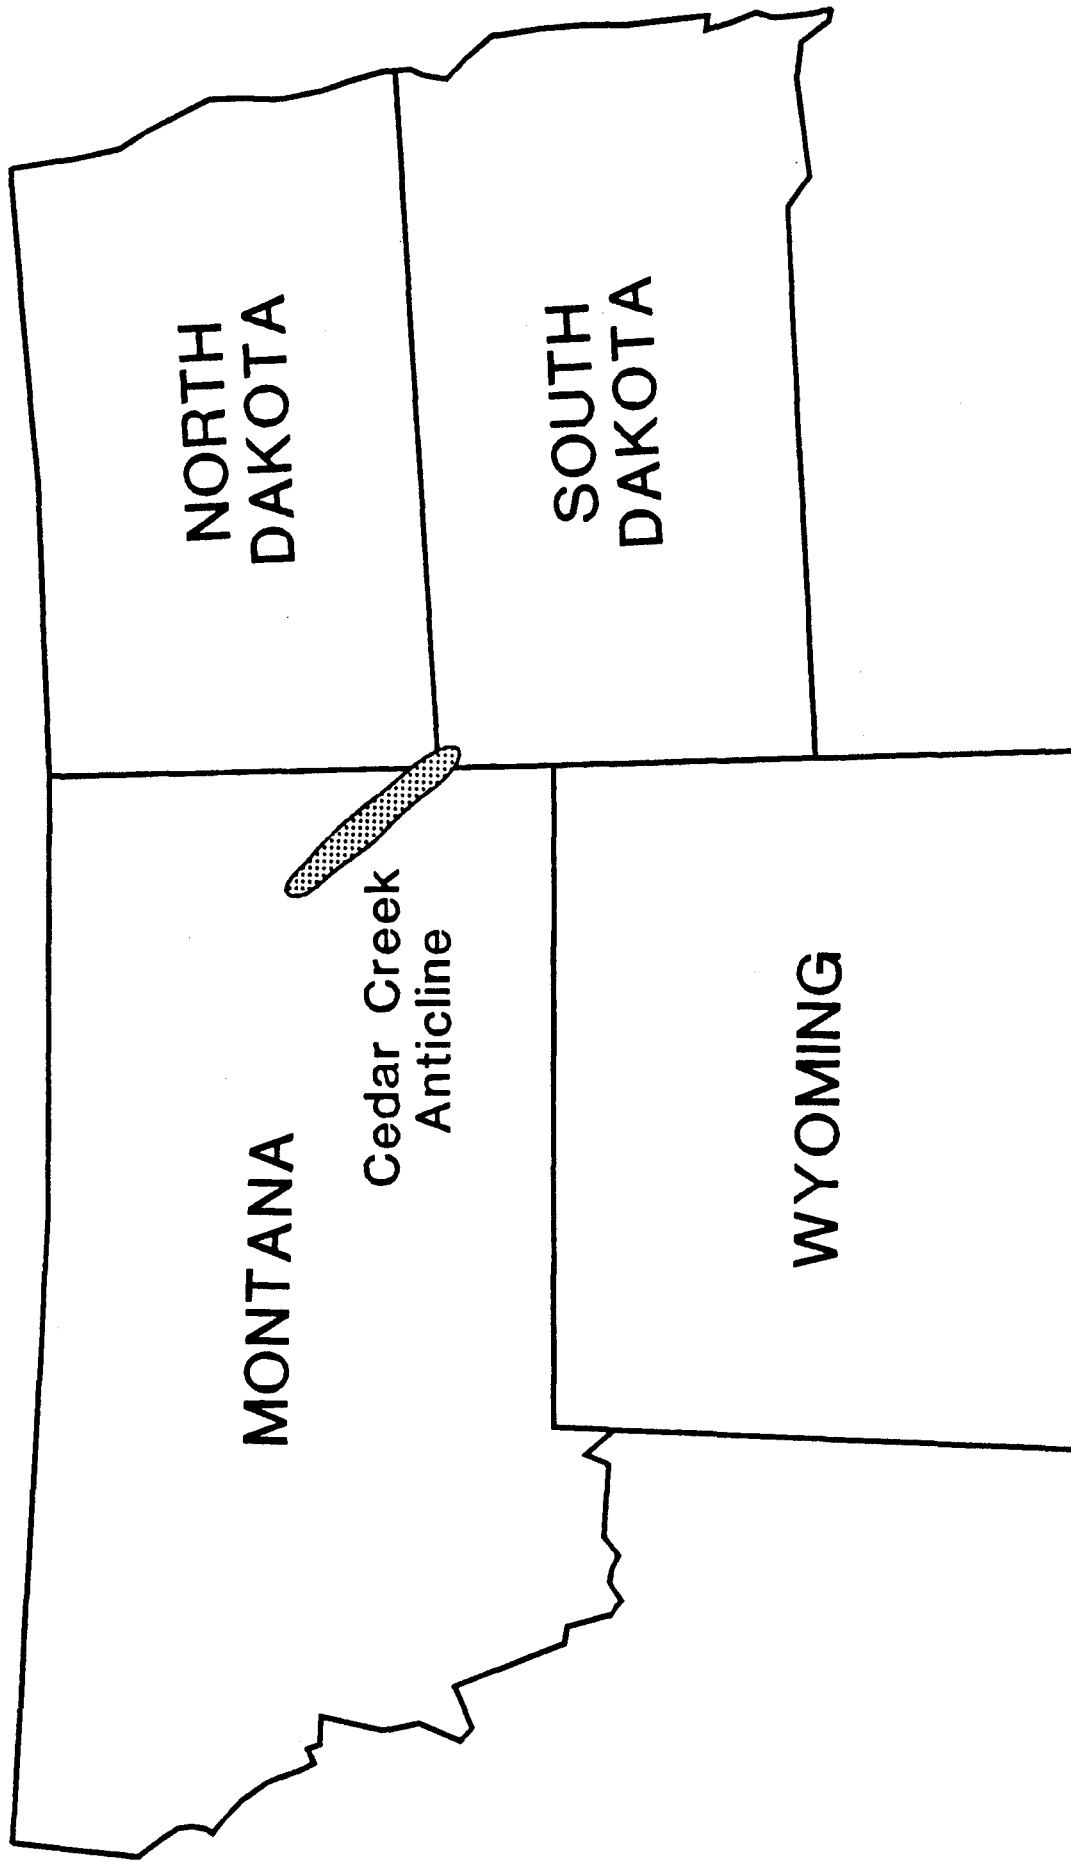 MONTANA
NORTH
DAKOTA
Cedar Creek
Anticline
SOUTH
DAKOTA
WYOMING